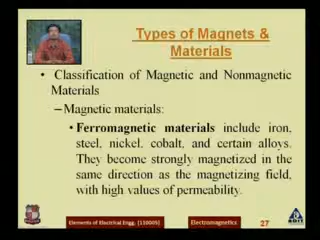 Types of Magnets &
Materials
• Classification of Magnetic and Nonmagnetic
Materials
–Magnetic materials:
• Ferromagnetic materials include iron,
steel, nickel. cobalt, and certain alloys.
They become strongly magnetized in the
same direction as the magnetizing field,
with high values of permeability.
Elements of Electrical Engg. [110005]
Electromagnetics
27